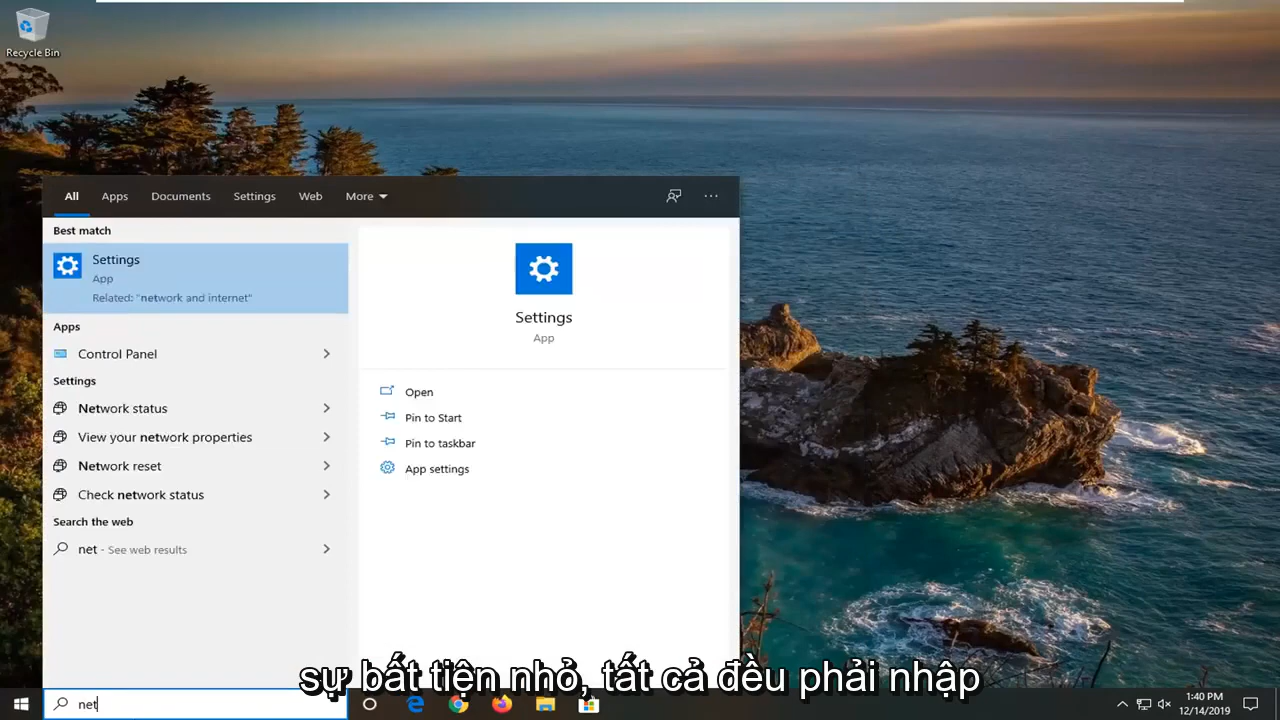 Recycle Bin
All
Apps
Documents
Settings
Web
More
Best match
Settings
App
Related: "network and internet"
Apps
Control Panel
Settings
Network status
View your network properties
Network reset
Check network status
Search the web
net - See web results
Settings
App
Open
Pin to Start
Pin to taskbar
App settings
sự bất tiện nhỏ, tất cả đều phải nhập
net
1:40 PM
12/14/2019